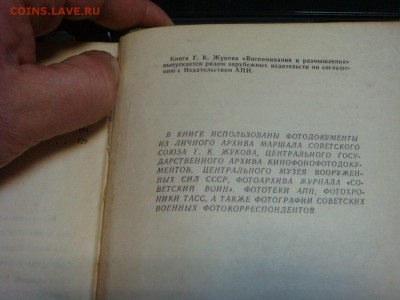 COINS.LAVE.RU
Книга Г. К. Жукова «Воспоминания и размышления»
выпускается рядом зарубежных издательств по соглаше-
нию с Издательством АПН.
В КНИГЕ ИСПОЛЬЗОВАНЫ ФОТОДОКУМЕНТЫ
ИЗ ЛИЧНОГО АРХИВА МАРШАЛА СОВЕТСКОГО
СОЮЗА Г. К. ЖУКОВА, ЦЕНТРАЛЬНОГО ГОСУ-
ДАРСТВЕННОГО АРХИВА КИНОФОНОФОТОДОКУ-
МЕНТОВ, ЦЕНТРАЛЬНОГО МУЗЕЯ ВООРУЖЕН-
НЫХ СИЛ СССР, ФОТОАРХИВА ЖУРНАЛА «СО-
ВЕТСКИЙ ВОИН», ФОТОТЕКИ АПН, ФОТОХРО-
НИКИ ТАСС, А ТАКЖЕ ФОТОГРАФИИ СОВЕТСКИХ
ВОЕННЫХ ФОТОКОРРЕСПОНДЕНТОВ.